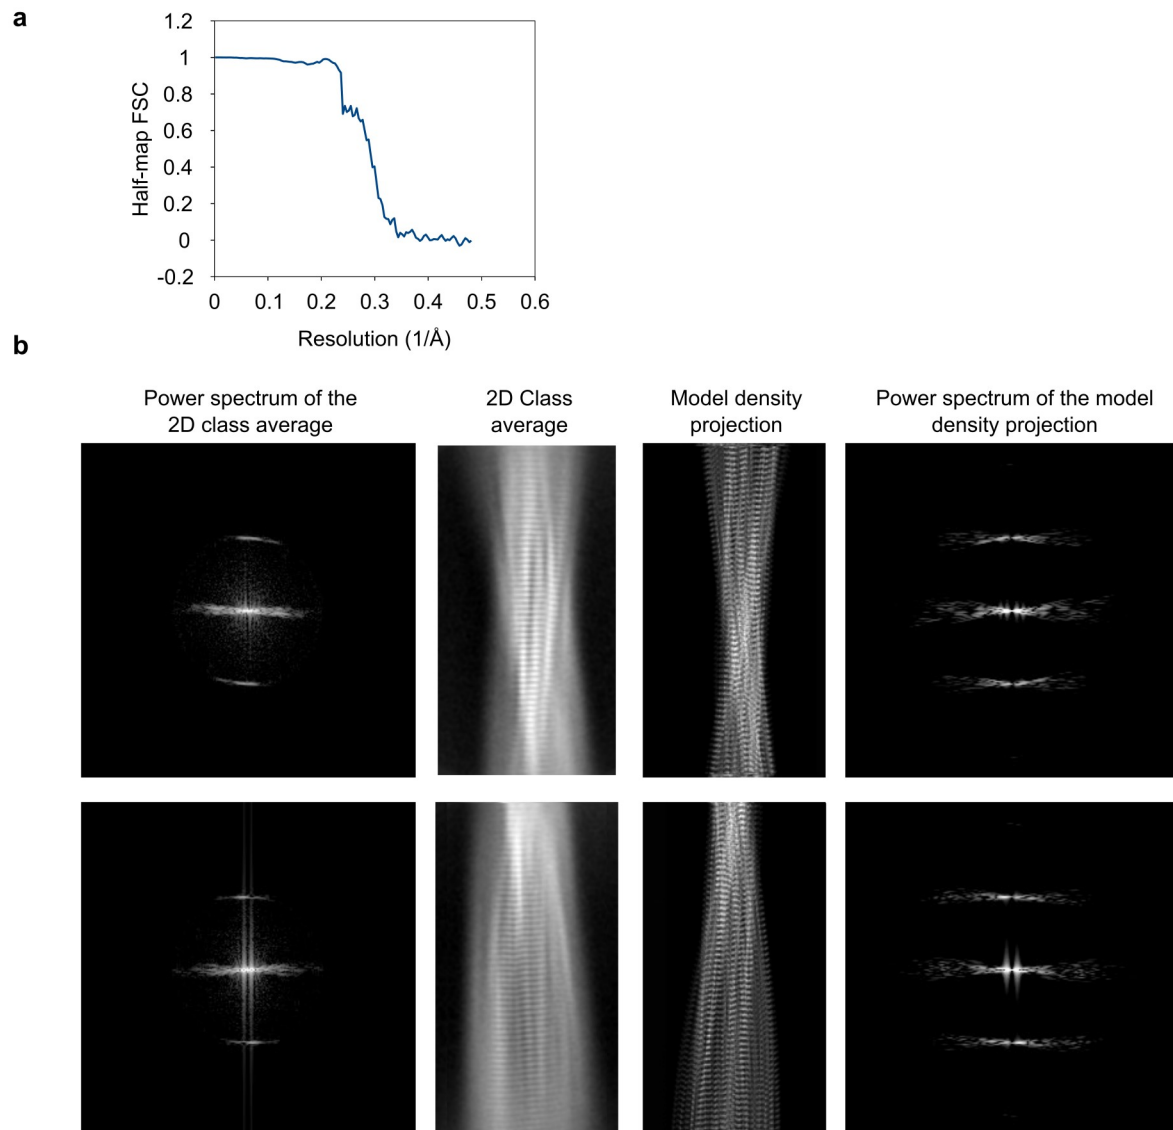 a
1.2
1
0.8
0.6
0.4
0.2
0
-0.2
Half-map FSC
0 0.1 0.2 0.3 0.4 0.5 0.6
Resolution (1/Å)
b
Power spectrum of the
2D class average
2D Class
average
Model density
projection
Power spectrum of the model
density projection